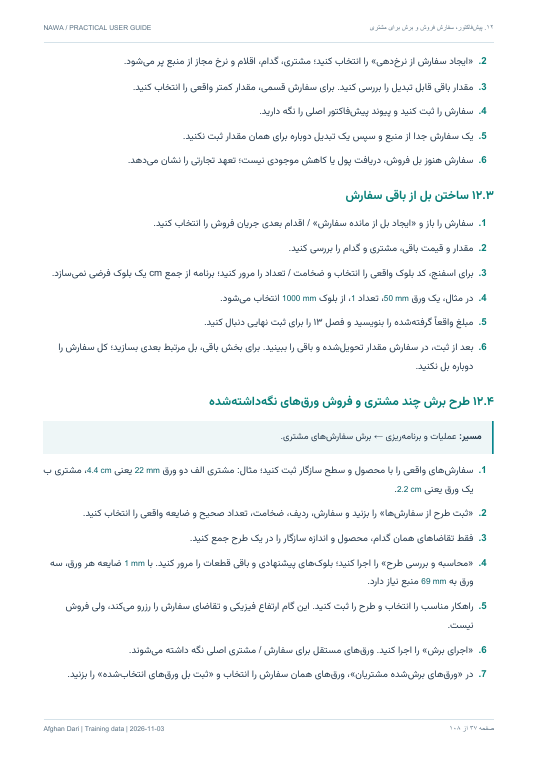 ۱۲. پیش‌فاکتور، سفارش فروش و برش برای مشتری
NAWA / PRACTICAL USER GUIDE
2. «ایجاد سفارش از نرخ‌دهی» را انتخاب کنید؛ مشتری، گدام، اقلام و نرخ مجاز از منبع پر می‌شود.
3. مقدار باقی قابل تبدیل را بررسی کنید. برای سفارش قسمی، مقدار کمتر واقعی را انتخاب کنید.
4. سفارش را ثبت کنید و پیوند پیش‌فاکتور اصلی را نگه دارید.
5. یک سفارش جدا از منبع و سپس یک تبدیل دوباره برای همان مقدار ثبت نکنید.
6. سفارش هنوز بل فروش، دریافت پول یا کاهش موجودی نیست؛ تعهد تجارتی را نشان می‌دهد.
۱۲.۳ ساختن بل از باقی سفارش
1. سفارش را باز و «ایجاد بل از مانده سفارش» / اقدام بعدی جریان فروش را انتخاب کنید.
2. مقدار و قیمت باقی، مشتری و گدام را بررسی کنید.
3. برای اسفنج، کد بلوک واقعی را انتخاب و ضخامت / تعداد را مرور کنید؛ برنامه از جمع cm یک بلوک فرضی نمی‌سازد.
4. در مثال، یک ورق 50 mm، تعداد 1، از بلوک 1000 mm انتخاب می‌شود.
5. مبلغ واقعاً گرفته‌شده را بنویسید و فصل ۱۳ را برای ثبت نهایی دنبال کنید.
6. بعد از ثبت، در سفارش مقدار تحویل‌شده و باقی را ببینید. برای بخش باقی، بل مرتبط بعدی بسازید؛ کل سفارش را
دوباره بل نکنید.
۱۲.۴ طرح برش چند مشتری و فروش ورق‌های نگه‌داشته‌شده
مسیر: عملیات و برنامه‌ریزی ← برش سفارش‌های مشتری.
1. سفارش‌های واقعی را با محصول و سطح سازگار ثبت کنید؛ مثال: مشتری الف دو ورق 22 mm یعنی 4.4 cm، مشتری ب
یک ورق یعنی 2.2 cm.
2. «ثبت طرح از سفارش‌ها» را بزنید و سفارش، ردیف، ضخامت، تعداد صحیح و ضایعه واقعی را انتخاب کنید.
3. فقط تقاضاهای همان گدام، محصول و اندازه سازگار را در یک طرح جمع کنید.
4. «محاسبه و بررسی طرح» را اجرا کنید؛ بلوک‌های پیشنهادی و باقی قطعات را مرور کنید. با 1 mm ضایعه هر ورق، سه
ورق به 69 mm منبع نیاز دارد.
5. راهکار مناسب را انتخاب و طرح را ثبت کنید. این گام ارتفاع فیزیکی و تقاضای سفارش را رزرو می‌کند، ولی فروش
نیست.
6. «اجرای برش» را اجرا کنید. ورق‌های مستقل برای سفارش / مشتری اصلی نگه داشته می‌شوند.
7. در «ورق‌های برش‌شده مشتریان»، ورق‌های همان سفارش را انتخاب و «ثبت بل ورق‌های انتخاب‌شده» را بزنید.
صفحه ۳۷ از ۱۰۸
Afghan Dari | Training data | 2026-11-03